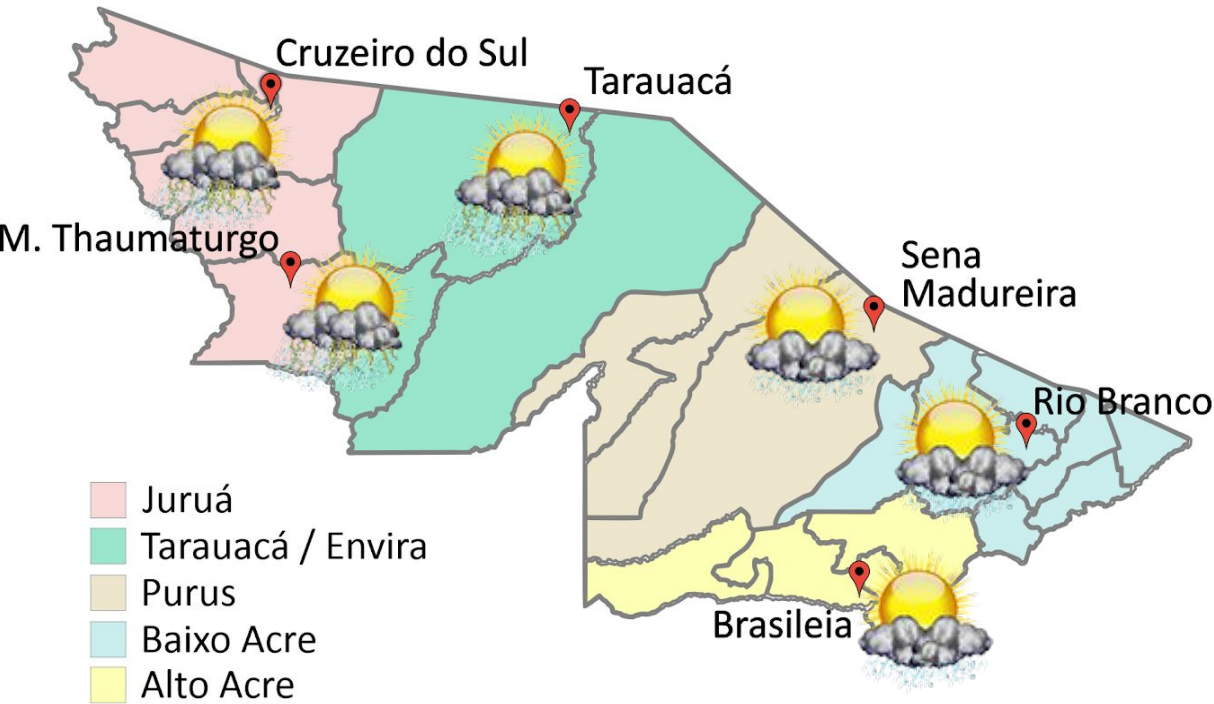 Cruzeiro do Sul
Tarauacá
M. Thaumaturgo
Sena
Madureira
Rio Branco
Brasileia
Juruá
Tarauacá / Envira
Purus
Baixo Acre
Alto Acre